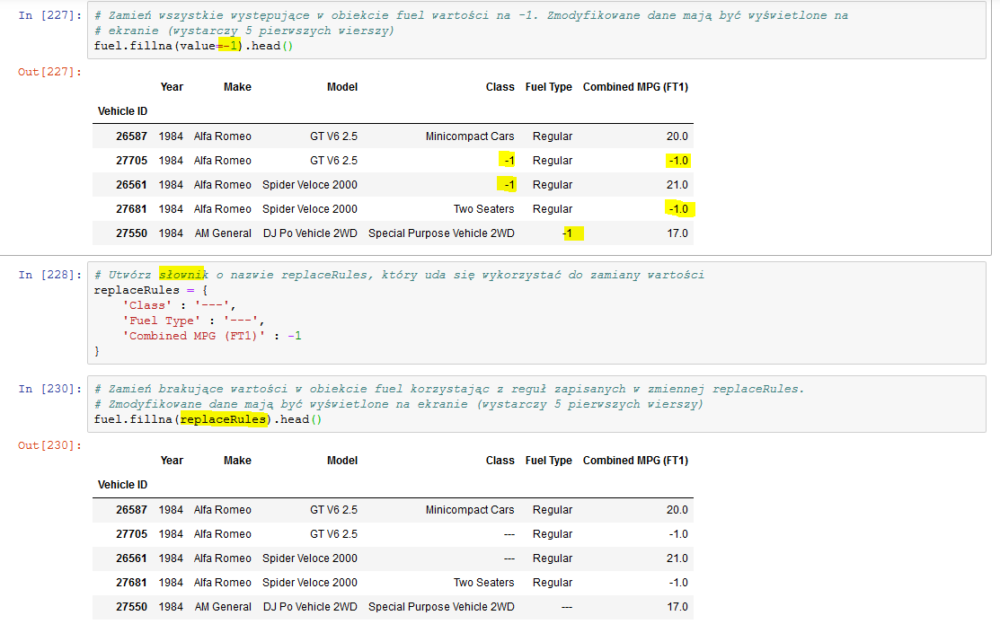 In [227]: # Zamień wszystkie występujące w obiekcie fuel wartości na -1. Zmodyfikowane dane mają być wyświetlone na
# ekranie (wystarczy 5 pierwszych wierszy)
fuel.fillna(value=-1).head()
Out[227]:
Year Make Model Class Fuel Type Combined MPG (FT1)
Vehicle ID
26587 1984 Alfa Romeo GT V6 2.5 Minicompact Cars Regular 20.0
27705 1984 Alfa Romeo GT V6 2.5 -1 Regular -1.0
26561 1984 Alfa Romeo Spider Veloce 2000 -1 Regular 21.0
27681 1984 Alfa Romeo Spider Veloce 2000 Two Seaters Regular -1.0
27550 1984 AM General DJ Po Vehicle 2WD Special Purpose Vehicle 2WD -1 17.0
In [228]: # Utwórz słownik o nazwie replaceRules, który uda się wykorzystać do zamiany wartości
replaceRules = {
'Class' : '---',
'Fuel Type' : '---',
'Combined MPG (FT1)' : -1
}
In [230]: # Zamień brakujące wartości w obiekcie fuel korzystając z reguł zapisanych w zmiennej replaceRules.
# Zmodyfikowane dane mają być wyświetlone na ekranie (wystarczy 5 pierwszych wierszy)
fuel.fillna(replaceRules).head()
Out[230]:
Year Make Model Class Fuel Type Combined MPG (FT1)
Vehicle ID
26587 1984 Alfa Romeo GT V6 2.5 Minicompact Cars Regular 20.0
27705 1984 Alfa Romeo GT V6 2.5 --- Regular -1.0
26561 1984 Alfa Romeo Spider Veloce 2000 --- Regular 21.0
27681 1984 Alfa Romeo Spider Veloce 2000 Two Seaters Regular -1.0
27550 1984 AM General DJ Po Vehicle 2WD Special Purpose Vehicle 2WD --- 17.0